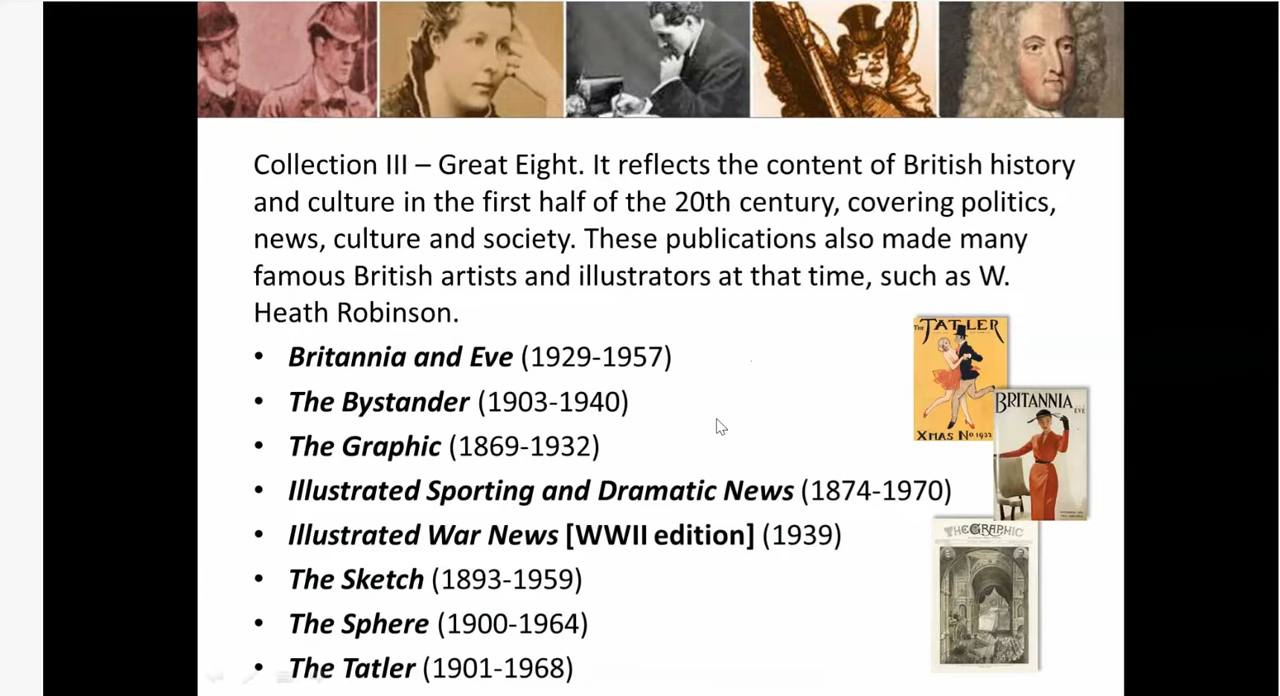 Collection III – Great Eight. It reflects the content of British history
and culture in the first half of the 20th century, covering politics,
news, culture and society. These publications also made many
famous British artists and illustrators at that time, such as W.
Heath Robinson.
• Britannia and Eve (1929-1957)
• The Bystander (1903-1940)
• The Graphic (1869-1932)
• Illustrated Sporting and Dramatic News (1874-1970)
• Illustrated War News [WWII edition] (1939)
• The Sketch (1893-1959)
• The Sphere (1900-1964)
• The Tatler (1901-1968)
THE TATLER
XMAS No 1932
BRITANNIA
AND EVE
THE GRAPHIC